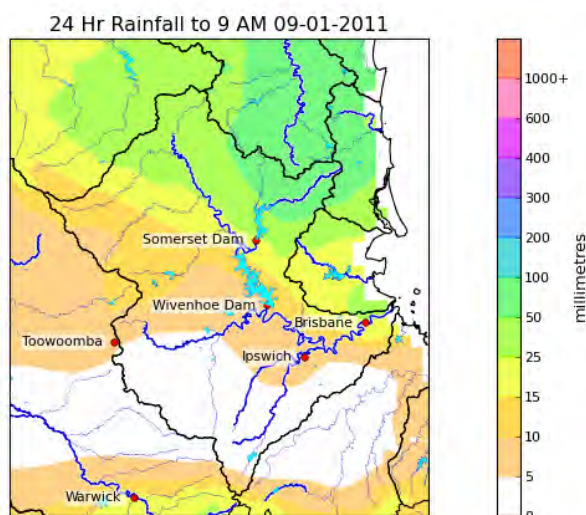 24 Hr Rainfall to 9 AM 09-01-2011
Somerset Dam
Wivenhoe Dam
Brisbane
Toowoomba
Ipswich
Warwick
1000+
600
400
300
200
100
50
25
15
10
5
0
millimetres